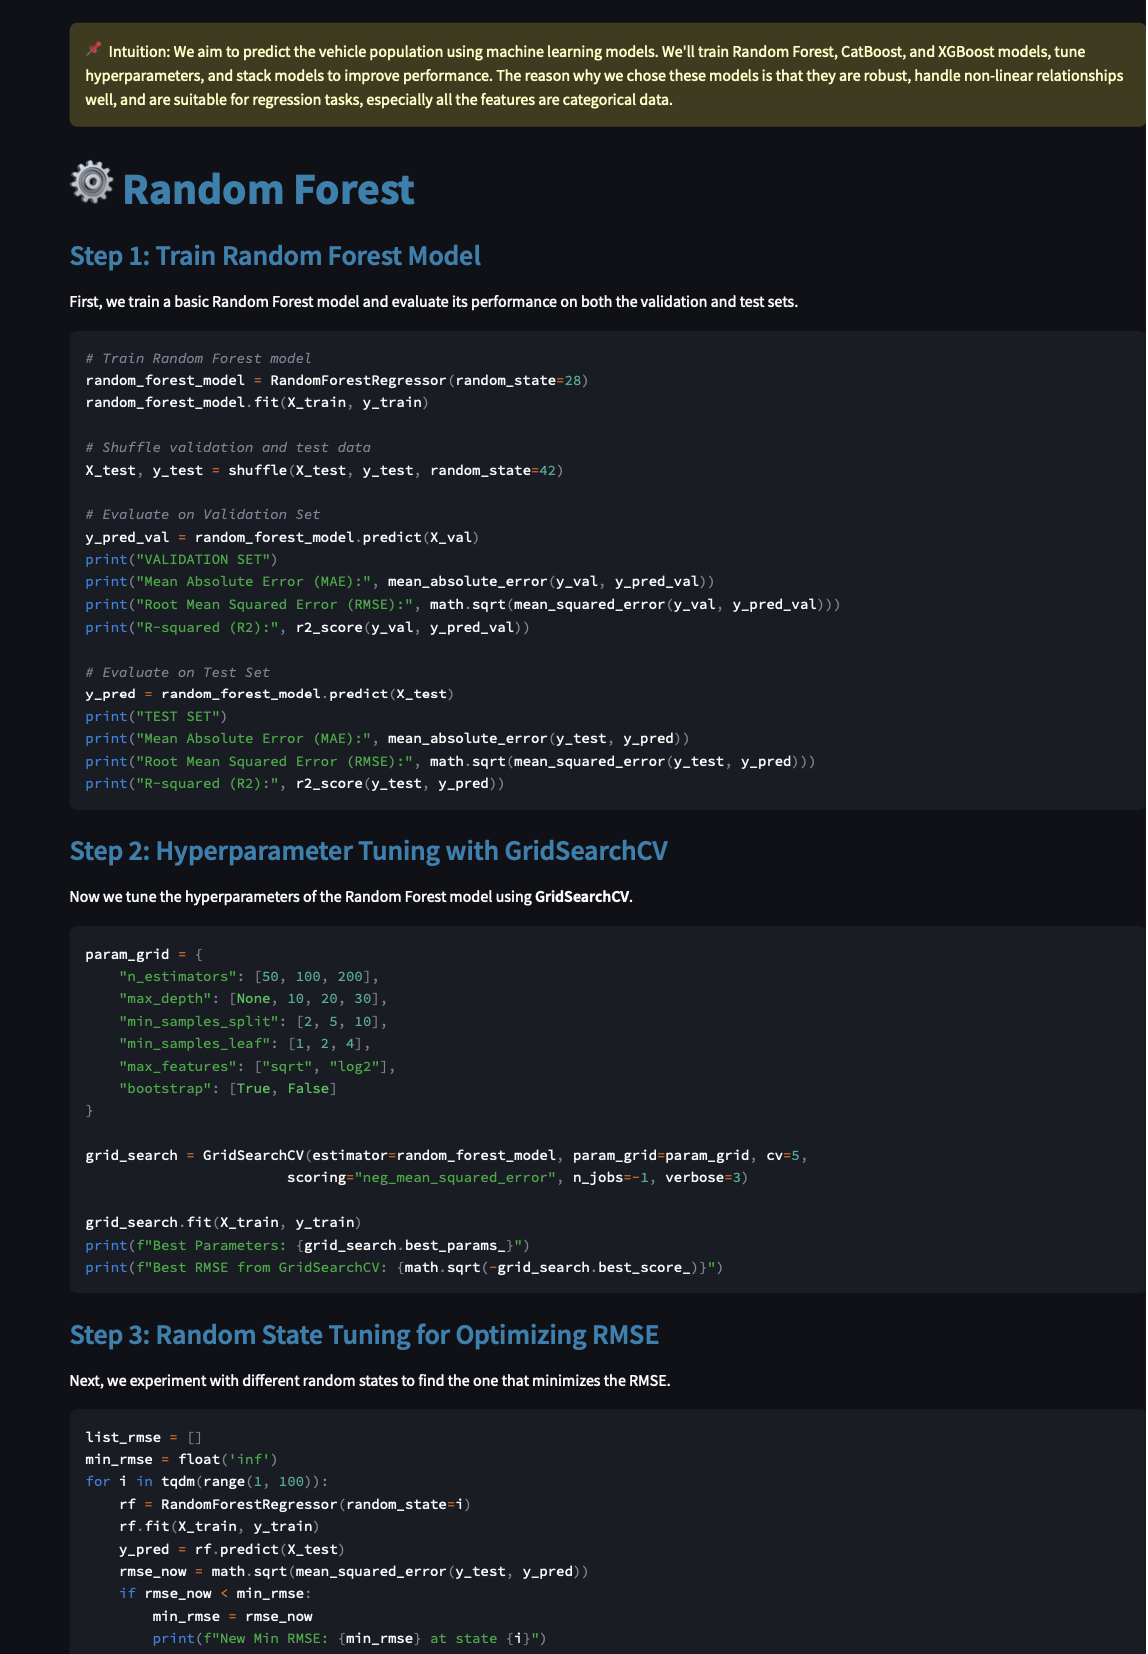 📌 Intuition: We aim to predict the vehicle population using machine learning models. We'll train Random Forest, CatBoost, and XGBoost models, tune
hyperparameters, and stack models to improve performance. The reason why we chose these models is that they are robust, handle non-linear relationships
well, and are suitable for regression tasks, especially all the features are categorical data.
⚙️ Random Forest
Step 1: Train Random Forest Model
First, we train a basic Random Forest model and evaluate its performance on both the validation and test sets.
# Train Random Forest model
random_forest_model = RandomForestRegressor(random_state=28)
random_forest_model.fit(X_train, y_train)
# Shuffle validation and test data
X_test, y_test = shuffle(X_test, y_test, random_state=42)
# Evaluate on Validation Set
y_pred_val = random_forest_model.predict(X_val)
print("VALIDATION SET")
print("Mean Absolute Error (MAE):", mean_absolute_error(y_val, y_pred_val))
print("Root Mean Squared Error (RMSE):", math.sqrt(mean_squared_error(y_val, y_pred_val)))
print("R-squared (R2):", r2_score(y_val, y_pred_val))
# Evaluate on Test Set
y_pred = random_forest_model.predict(X_test)
print("TEST SET")
print("Mean Absolute Error (MAE):", mean_absolute_error(y_test, y_pred))
print("Root Mean Squared Error (RMSE):", math.sqrt(mean_squared_error(y_test, y_pred)))
print("R-squared (R2):", r2_score(y_test, y_pred))
Step 2: Hyperparameter Tuning with GridSearchCV
Now we tune the hyperparameters of the Random Forest model using GridSearchCV.
param_grid = {
    "n_estimators": [50, 100, 200],
    "max_depth": [None, 10, 20, 30],
    "min_samples_split": [2, 5, 10],
    "min_samples_leaf": [1, 2, 4],
    "max_features": ["sqrt", "log2"],
    "bootstrap": [True, False]
}
grid_search = GridSearchCV(estimator=random_forest_model, param_grid=param_grid, cv=5,
                        scoring="neg_mean_squared_error", n_jobs=-1, verbose=3)
grid_search.fit(X_train, y_train)
print(f"Best Parameters: {grid_search.best_params_}")
print(f"Best RMSE from GridSearchCV: {math.sqrt(-grid_search.best_score_)}")
Step 3: Random State Tuning for Optimizing RMSE
Next, we experiment with different random states to find the one that minimizes the RMSE.
list_rmse = []
min_rmse = float('inf')
for i in tqdm(range(1, 100)):
    rf = RandomForestRegressor(random_state=i)
    rf.fit(X_train, y_train)
    y_pred = rf.predict(X_test)
    rmse_now = math.sqrt(mean_squared_error(y_test, y_pred))
    if rmse_now < min_rmse:
        min_rmse = rmse_now
        print(f"New Min RMSE: {min_rmse} at state {i}")